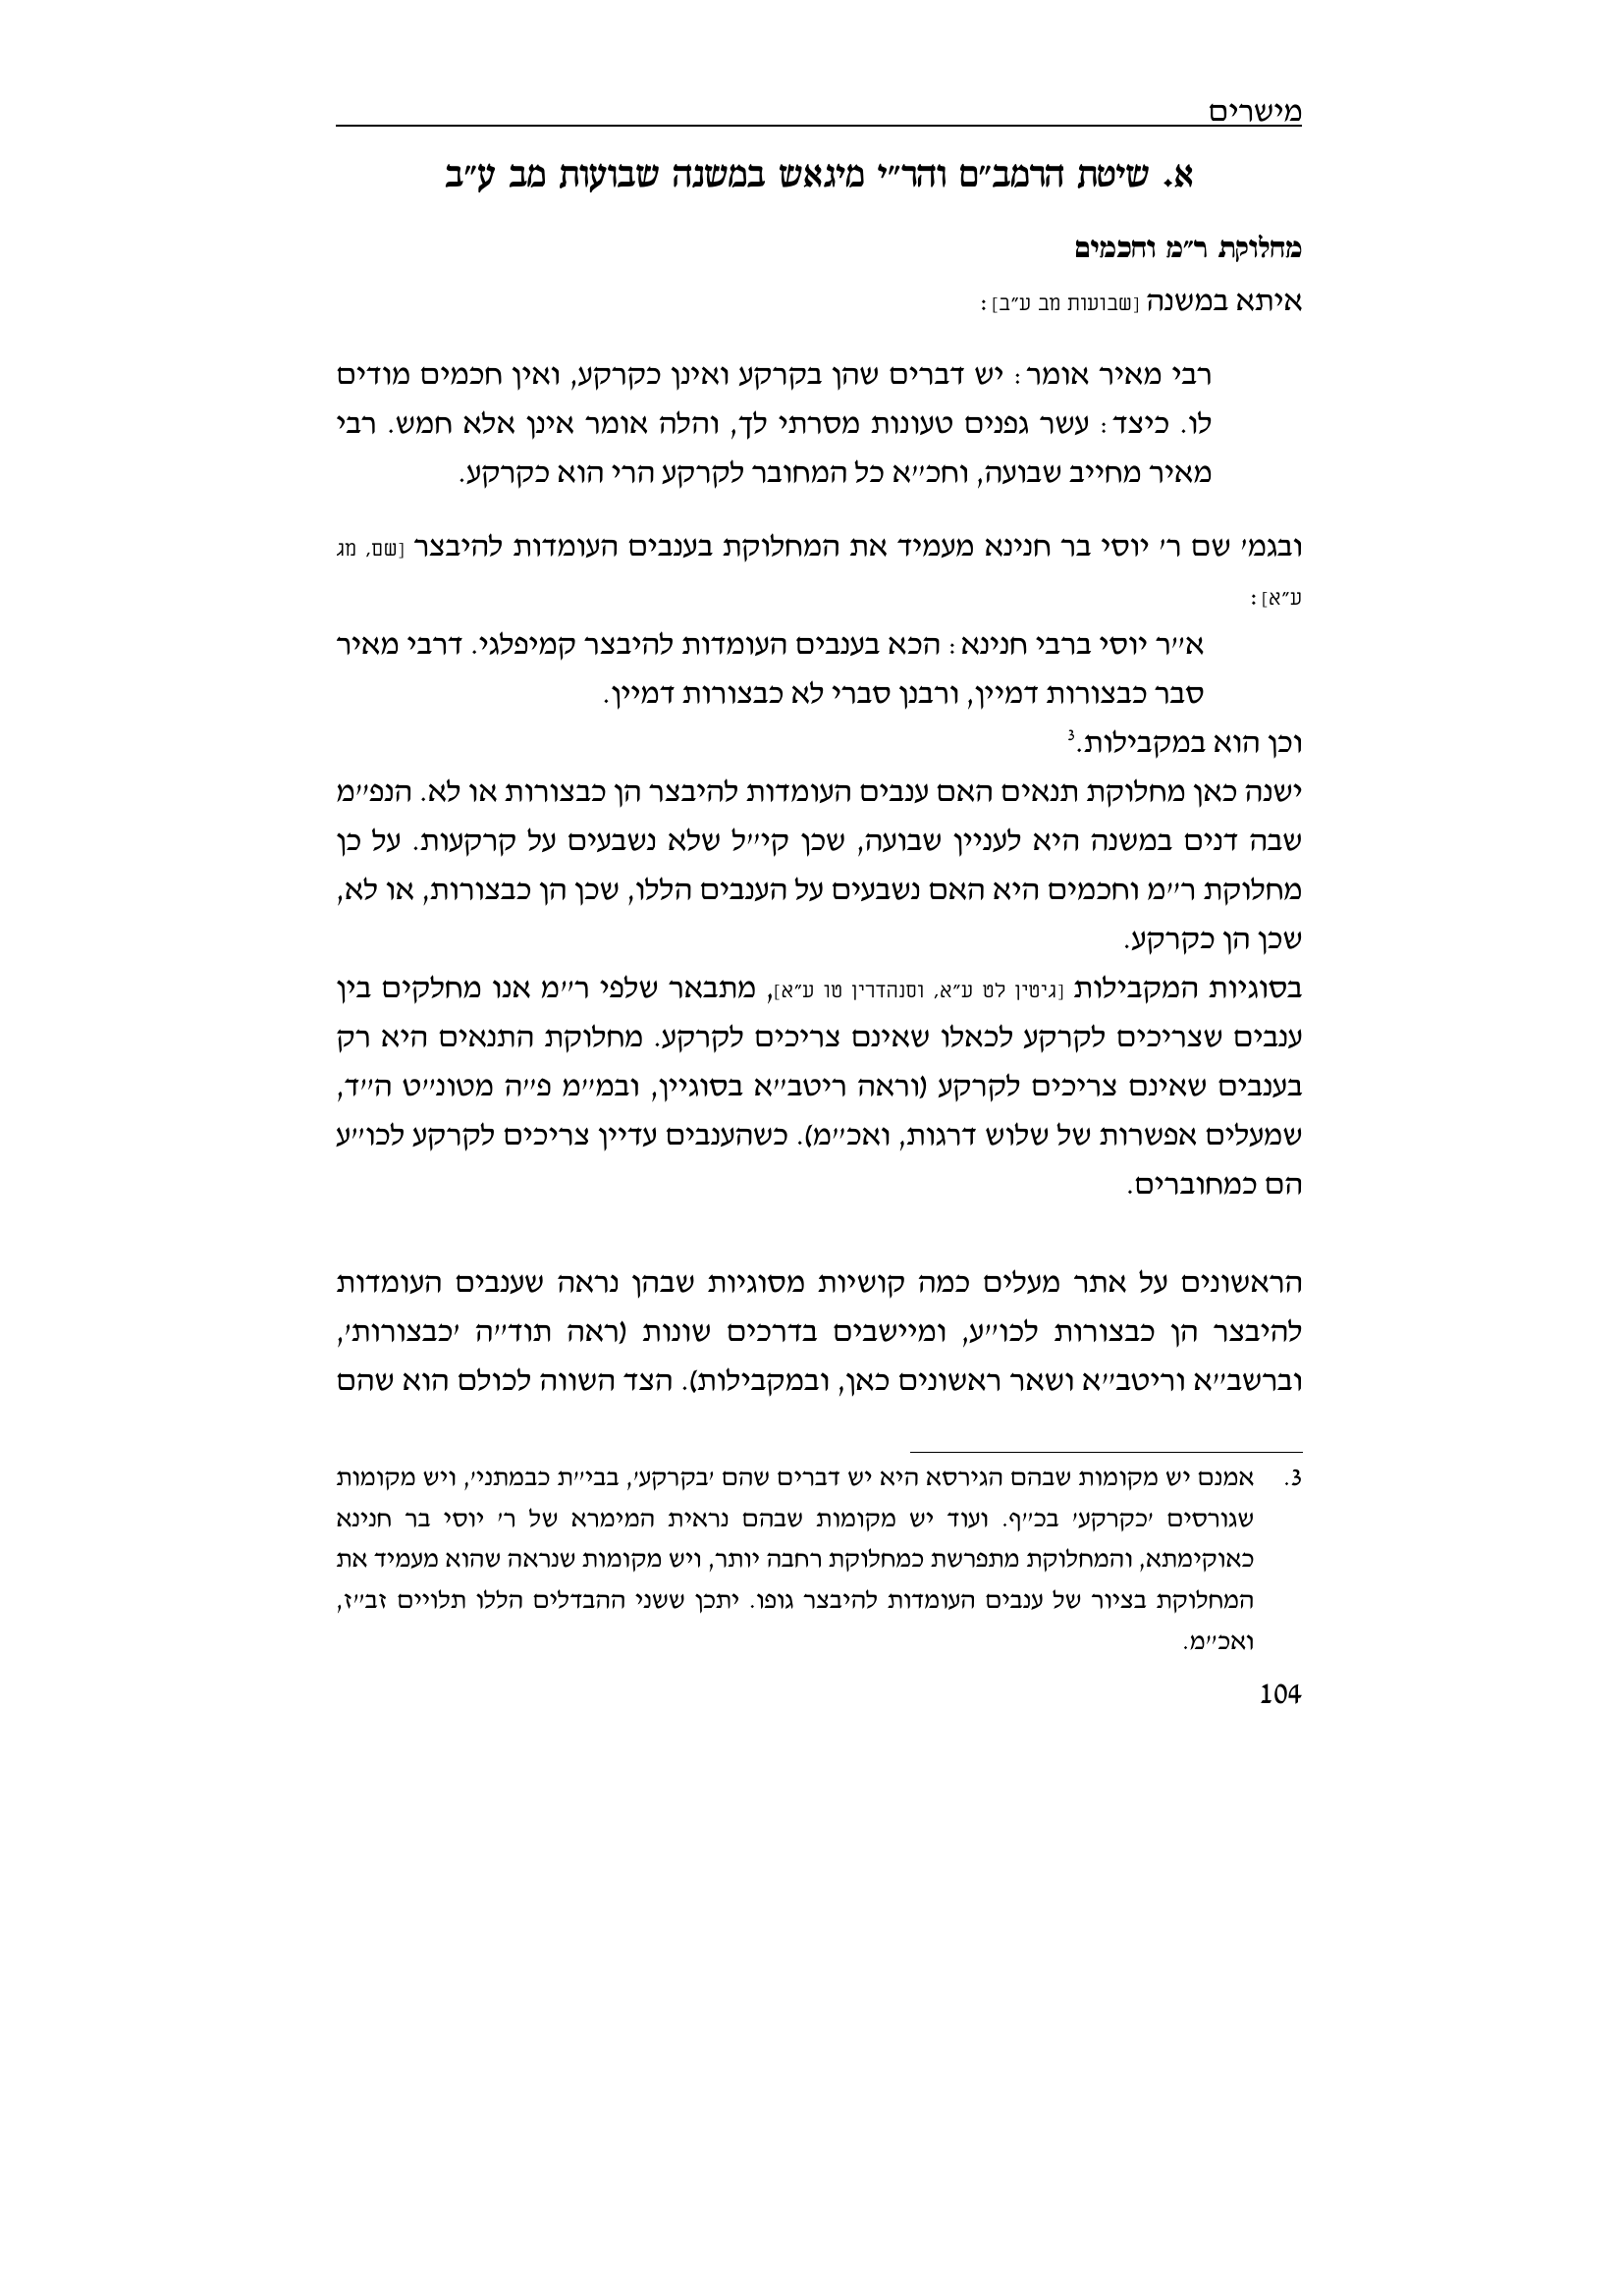 מישרים
א. שיטת הרמב״ם והר״י מיגאש במשנה שבועות מב ע״ב
מחלוקת ר״מ וחכמים
איתא במשנה [שבועות מב ע״ב]:
רבי מאיר אומר: יש דברים שהן בקרקע ואינן כקרקע, ואין חכמים מודים
לו. כיצד: עשר גפנים טעונות מסרתי לך, והלה אומר אינן אלא חמש. רבי
מאיר מחייב שבועה, וחכ״א כל המחובר לקרקע הרי הוא כקרקע.
ובגמ׳ שם ר׳ יוסי בר חנינא מעמיד את המחלוקת בענבים העומדות להיבצר [שם, מג
ע״א]:
א״ר יוסי ברבי חנינא: הכא בענבים העומדות להיבצר קמיפלגי. דרבי מאיר
סבר כבצורות דמיין, ורבנן סברי לא כבצורות דמיין.
וכן הוא במקבילות.3
ישנה כאן מחלוקת תנאים האם ענבים העומדות להיבצר הן כבצורות או לא. הנפ״מ
שבה דנים במשנה היא לעניין שבועה, שכן קי״ל שלא נשבעים על קרקעות. על כן
מחלוקת ר״מ וחכמים היא האם נשבעים על הענבים הללו, שכן הן כבצורות, או לא,
שכן הן כקרקע.
בסוגיות המקבילות [גיטין לט ע״א, וסנהדרין טו ע״א], מתבאר שלפי ר״מ אנו מחלקים בין
ענבים שצריכים לקרקע לכאלו שאינם צריכים לקרקע. מחלוקת התנאים היא רק
בענבים שאינם צריכים לקרקע (וראה ריטב״א בסוגיין, ובמ״מ פ״ה מטונ״ט ה״ד,
שמעלים אפשרות של שלוש דרגות, ואכ״מ). כשהענבים עדיין צריכים לקרקע לכו״ע
הם כמחוברים.
הראשונים על אתר מעלים כמה קושיות מסוגיות שבהן נראה שענבים העומדות
להיבצר הן כבצורות לכו״ע, ומיישבים בדרכים שונות (ראה תוד״ה ׳כבצורות׳,
וברשב״א וריטב״א ושאר ראשונים כאן, ובמקבילות). הצד השווה לכולם הוא שהם
3. אמנם יש מקומות שבהם הגירסא היא יש דברים שהם ׳בקרקע׳, בבי״ת כבמתני׳, ויש מקומות
שגורסים ׳כקרקע׳ בכ״ף. ועוד יש מקומות שבהם נראית המימרא של ר׳ יוסי בר חנינא
כאוקימתא, והמחלוקת מתפרשת כמחלוקת רחבה יותר, ויש מקומות שנראה שהוא מעמיד את
המחלוקת בציור של ענבים העומדות להיבצר גופו. יתכן ששני ההבדלים הללו תלויים זב״ז,
ואכ״מ.
104